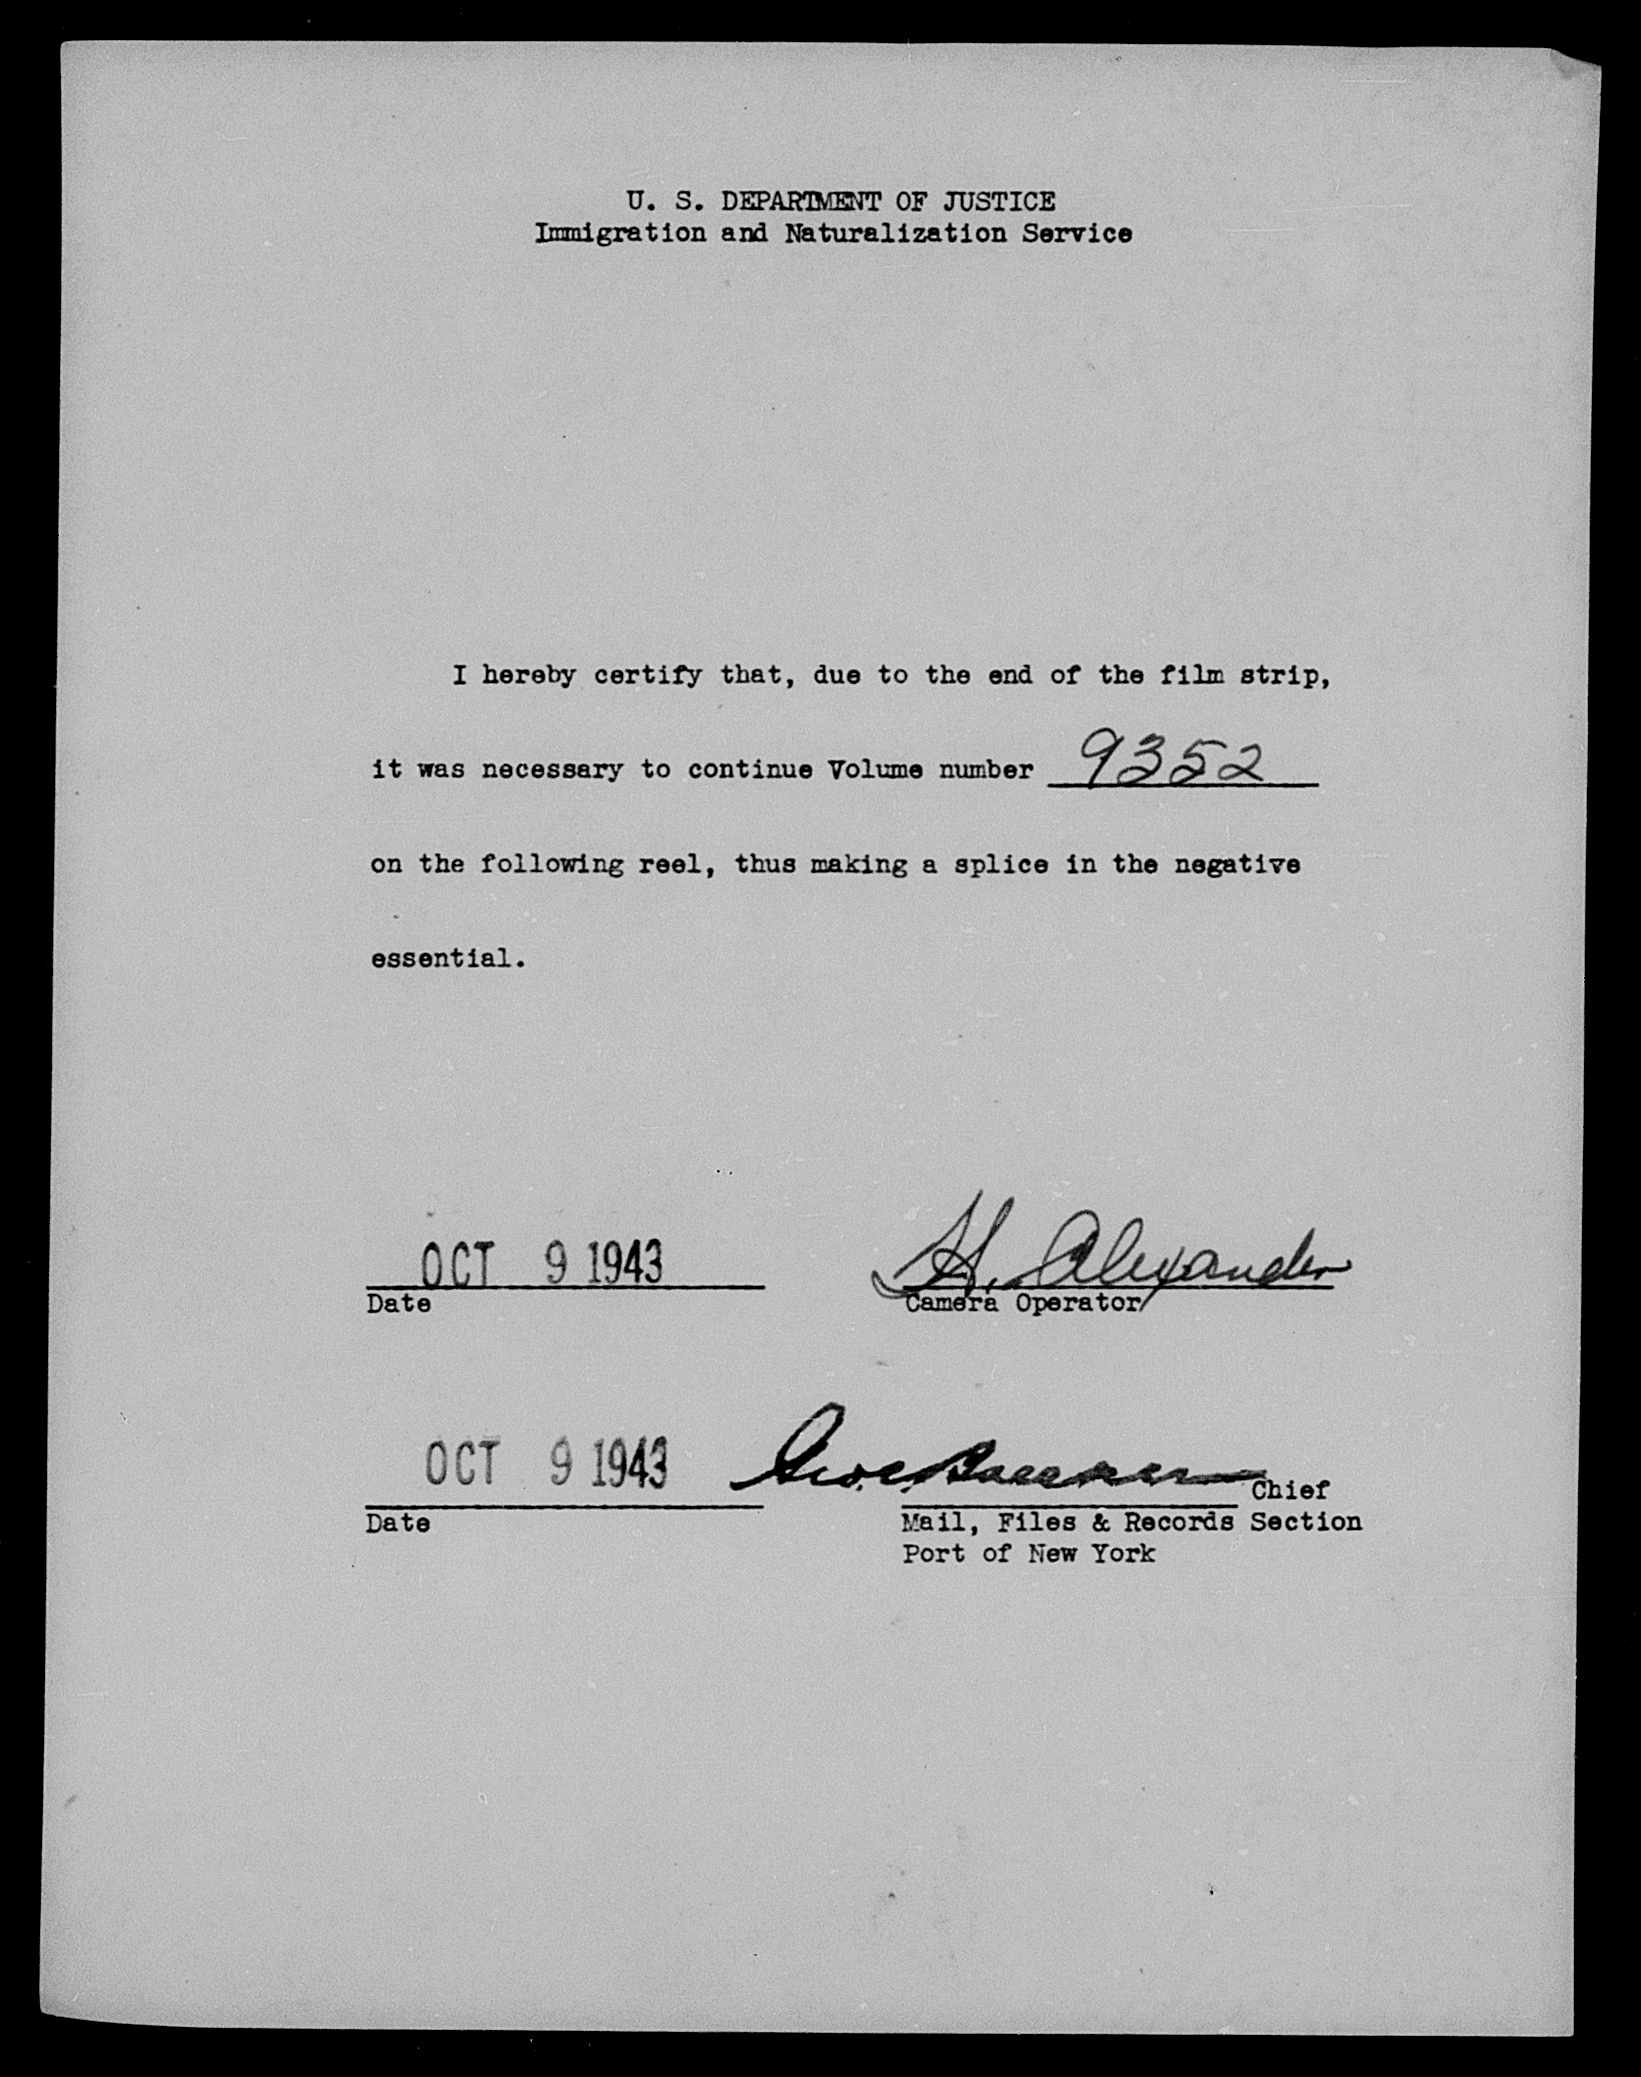 U. S. DEPARTMENT OF JUSTICE
Immigration and Naturalization Service
I hereby certify that, due to the end of the film strip,
it was necessary to continue Volume number 9352
on the following reel, thus making a splice in the negative
essential.
OCT 9 1943 H. Alexander
Date Camera Operator
OCT 9 1943 Chief
Date Mail, Files & Records Section
Port of New York